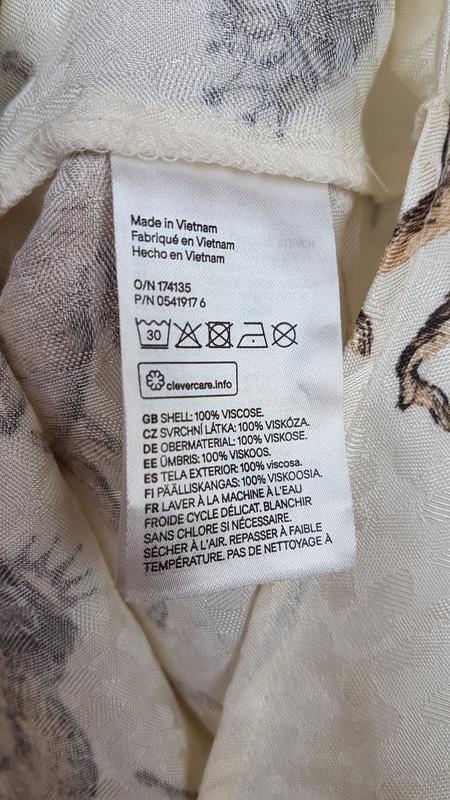 Made in Vietnam
Fabriqué en Vietnam
Hecho en Vietnam
O/N 174135
P/N 0541917 6
30
clevercare.info
GB SHELL: 100% VISCOSE.
CZ SVRCHNÍ LÁTKA: 100% VISKÓZA.
DE OBERMATERIAL: 100% VISKOSE.
EE ÜMBRIS: 100% VISKOOS.
ES TELA EXTERIOR: 100% viscosa.
FI PÄÄLLISKANGAS: 100% VISKOOSIA.
FR LAVER À LA MACHINE À L'EAU
FROIDE CYCLE DÉLICAT. BLANCHIR
SANS CHLORE SI NÉCESSAIRE.
SÉCHER À L'AIR. REPASSER À FAIBLE
TEMPÉRATURE. PAS DE NETTOYAGE À